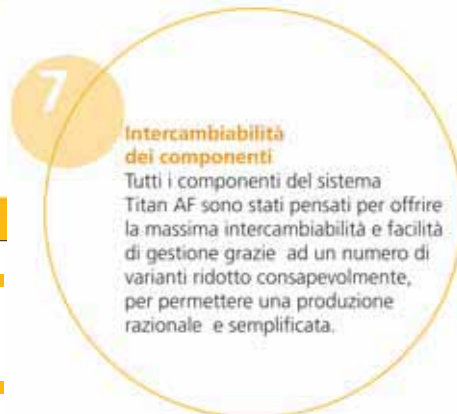 7
Intercambiabilità
dei componenti
Tutti i componenti del sistema
Titan AF sono stati pensati per offrire
la massima intercambiabilità e facilità
di gestione grazie ad un numero di
varianti ridotto consapevolmente,
per permettere una produzione
razionale e semplificata.